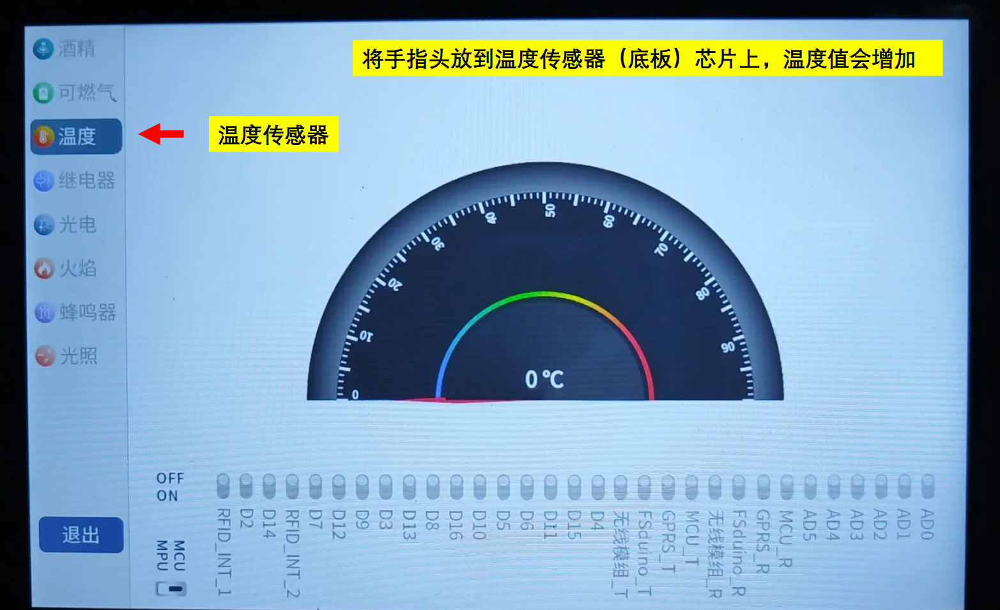 将手指头放到温度传感器（底板）芯片上，温度值会增加
酒精
可燃气
温度
温度传感器
继电器
光电
火焰
蜂鸣器
光照
0
10
20
30
40
50
60
70
80
90
0 ℃
OFF
ON
RFID_INT_1
D2
D14
RFID_INT_2
D7
D12
D9
D3
D13
D8
D16
D10
D5
D6
D11
D15
D4
无线模组_T
FSduino_T
GPRS_T
MCU_T
无线模组_R
FSduino_R
GPRS_R
MCU_R
AD5
AD4
AD3
AD2
AD1
AD0
退出
MCU
MPU